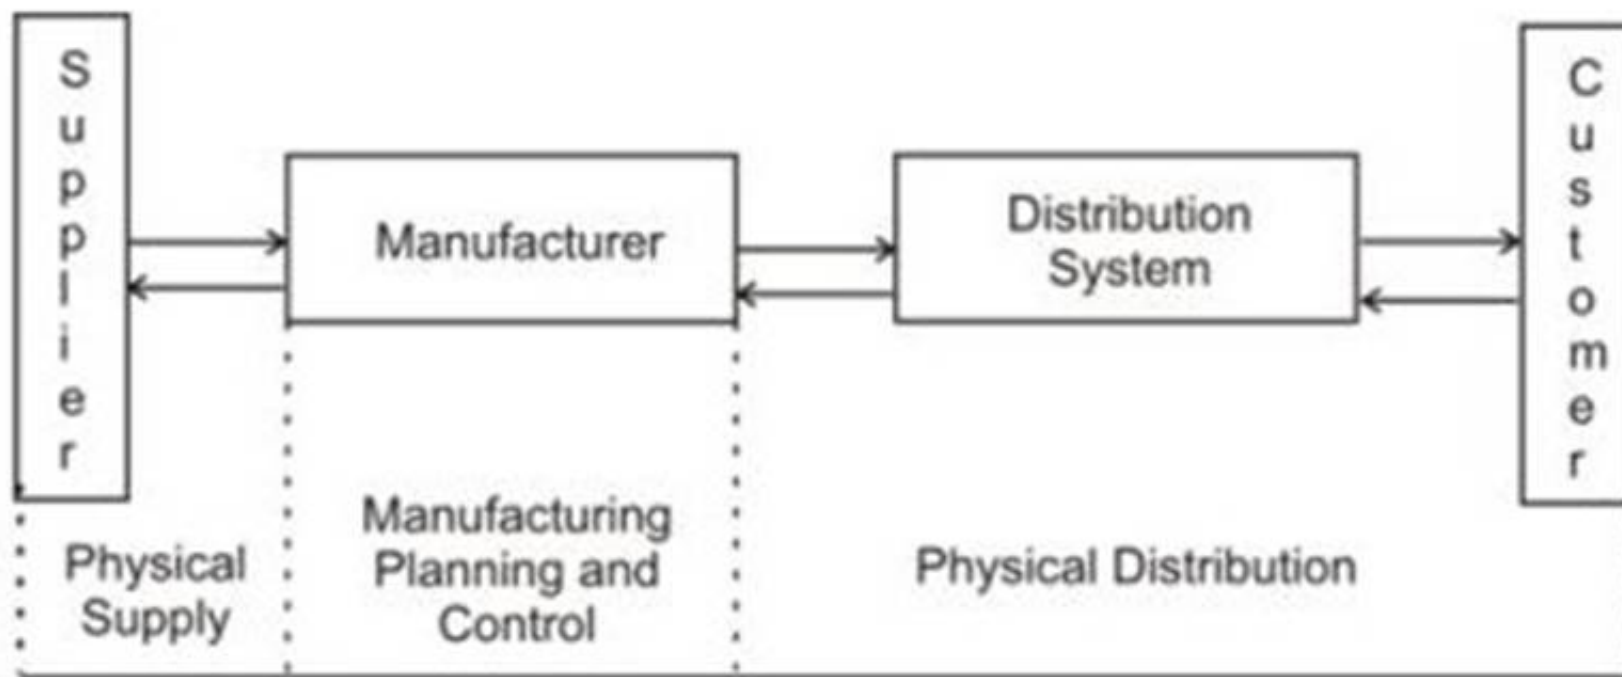 Supplier
Manufacturer
Distribution
System
Customer
Physical
Supply
Manufacturing
Planning and
Control
Physical Distribution